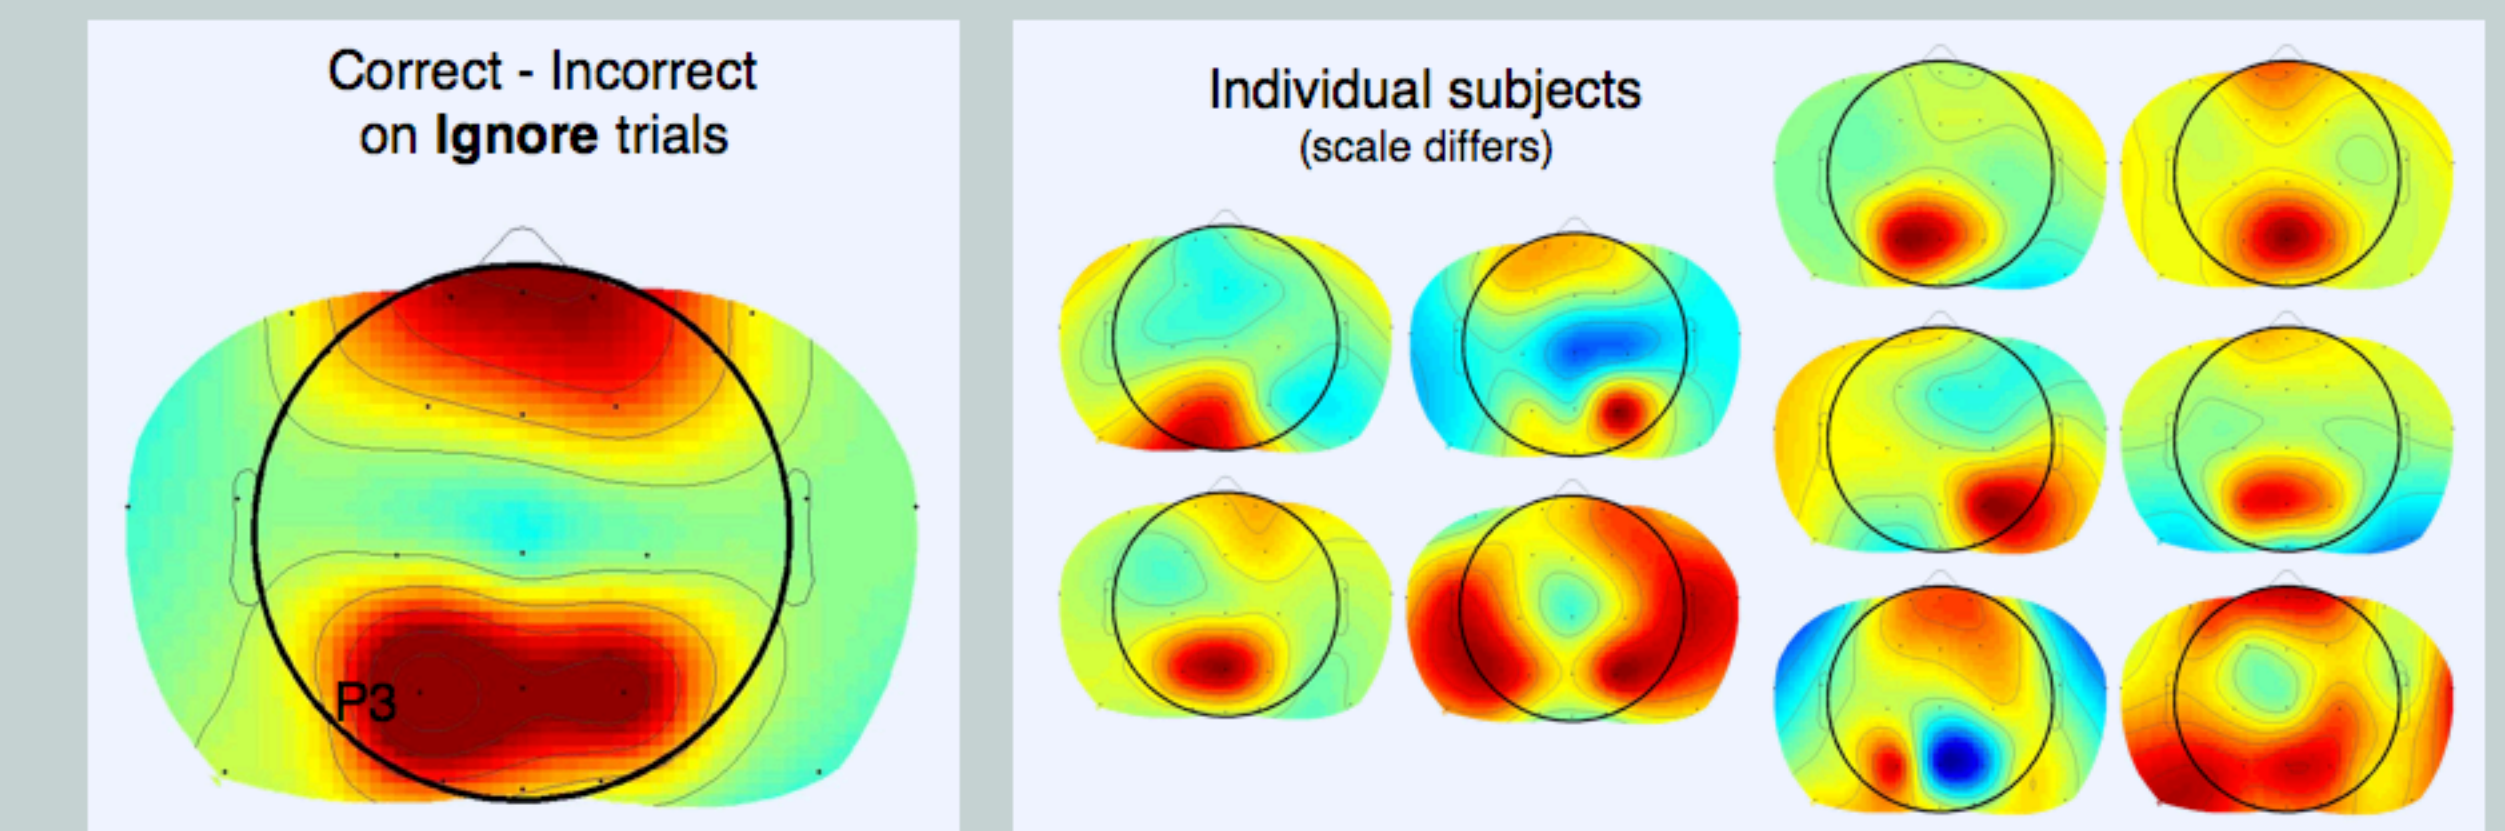 Correct - Incorrect
on Ignore trials
P3
Individual subjects
(scale differs)